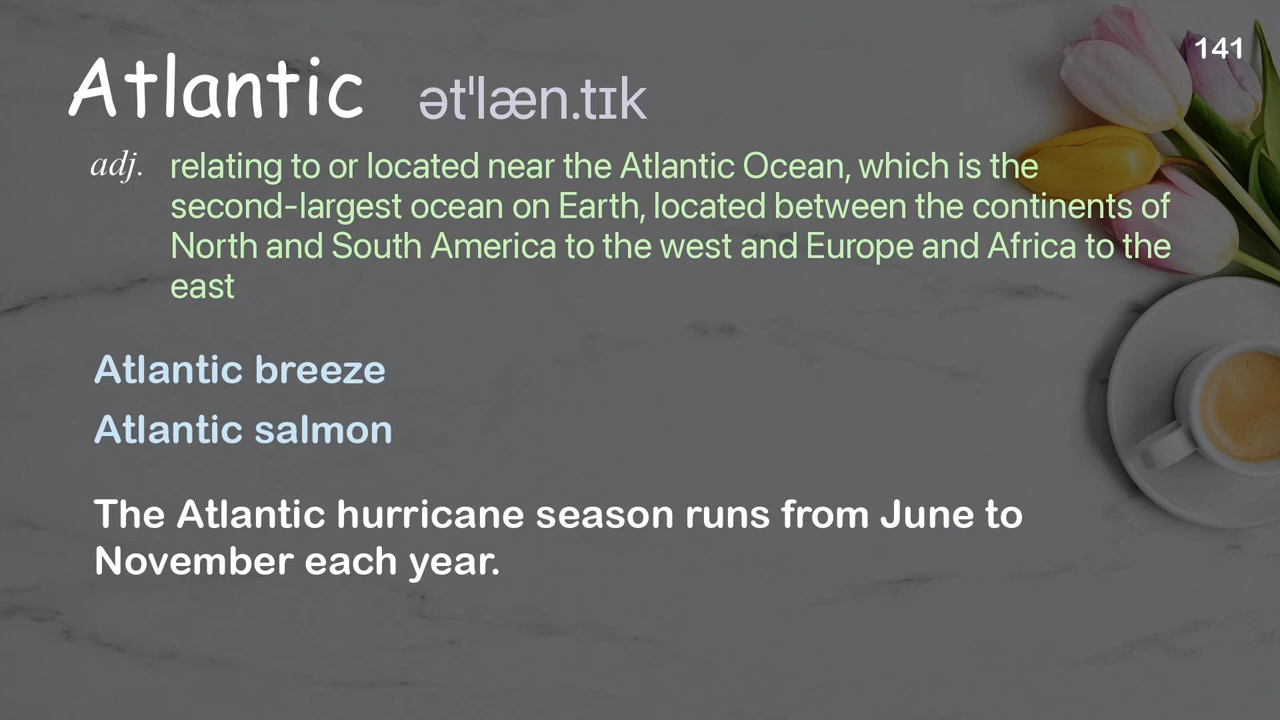 141
Atlantic ət'læn.tɪk
adj. relating to or located near the Atlantic Ocean, which is the
second-largest ocean on Earth, located between the continents of
North and South America to the west and Europe and Africa to the
east
Atlantic breeze
Atlantic salmon
The Atlantic hurricane season runs from June to
November each year.